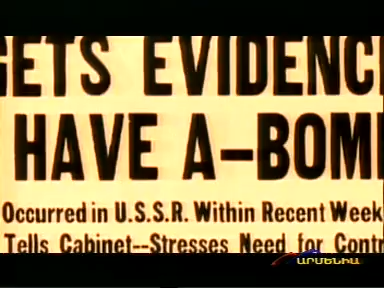 GETS EVIDENC
HAVE A–BOM
Occurred in U.S.S.R. Within Recent Week
Tells Cabinet--Stresses Need for Contr
ԱՐՄԵՆԻԱ